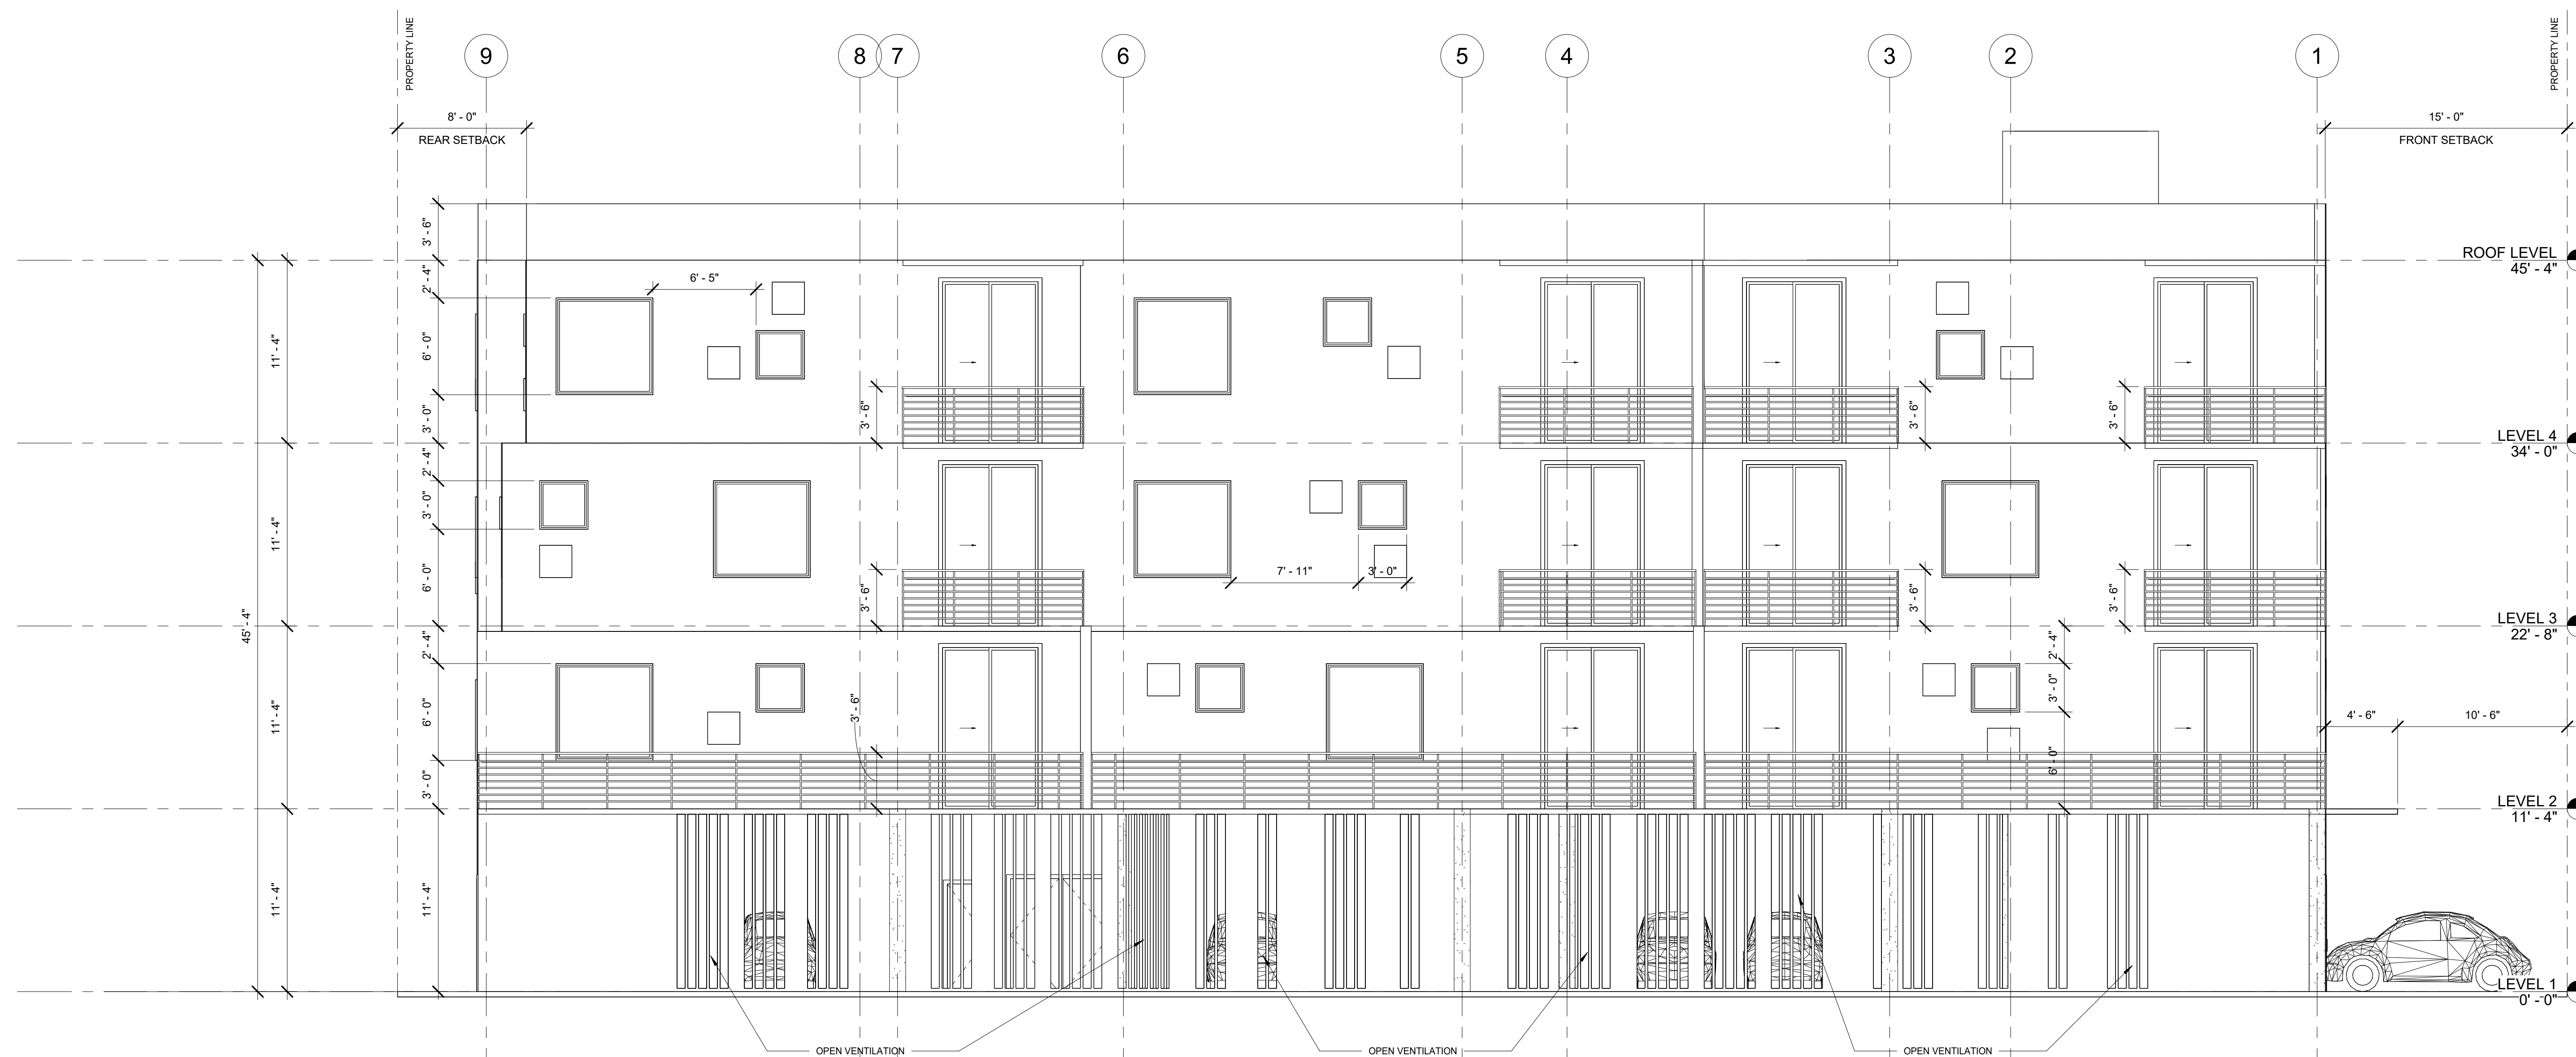 PROPERTY LINE
9
8
7
6
5
4
3
2
1
PROPERTY LINE
8' - 0"
REAR SETBACK
15' - 0"
FRONT SETBACK
3' - 6"
ROOF LEVEL
45' - 4"
2' - 4"
6' - 5"
11' - 4"
6' - 0"
3' - 0"
3' - 6"
3' - 6"
3' - 6"
LEVEL 4
34' - 0"
2' - 4"
3' - 0"
11' - 4"
6' - 0"
7' - 11"
3' - 0"
3' - 6"
3' - 6"
3' - 6"
45' - 4"
LEVEL 3
22' - 8"
2' - 4"
2' - 4"
3' - 0"
6' - 0"
11' - 4"
3' - 6"
4' - 6"
10' - 6"
6' - 0"
3' - 0"
LEVEL 2
11' - 4"
11' - 4"
11' - 4"
LEVEL 1
0' - 0"
OPEN VENTILATION
OPEN VENTILATION
OPEN VENTILATION